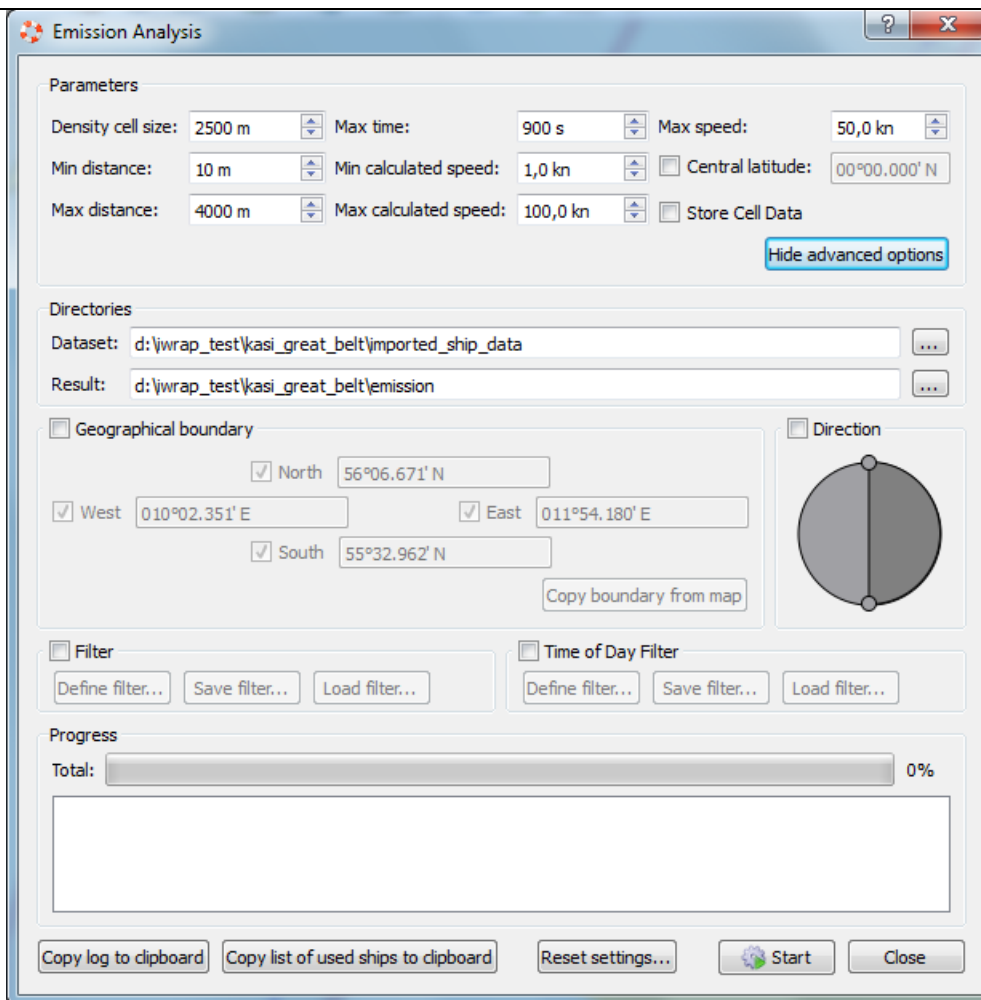 Emission Analysis
Parameters
Density cell size: 2500 m Max time: 900 s Max speed: 50,0 kn
Min distance: 10 m Min calculated speed: 1,0 kn Central latitude: 00°00.000' N
Max distance: 4000 m Max calculated speed: 100,0 kn Store Cell Data
Hide advanced options
Directories
Dataset: d:\iwrap_test\kasi_great_belt\imported_ship_data ...
Result: d:\iwrap_test\kasi_great_belt\emission ...
Geographical boundary Direction
North 56°06.671' N
West 010°02.351' E East 011°54.180' E
South 55°32.962' N
Copy boundary from map
Filter Time of Day Filter
Define filter... Save filter... Load filter... Define filter... Save filter... Load filter...
Progress
Total: 0%
Copy log to clipboard Copy list of used ships to clipboard Reset settings... Start Close